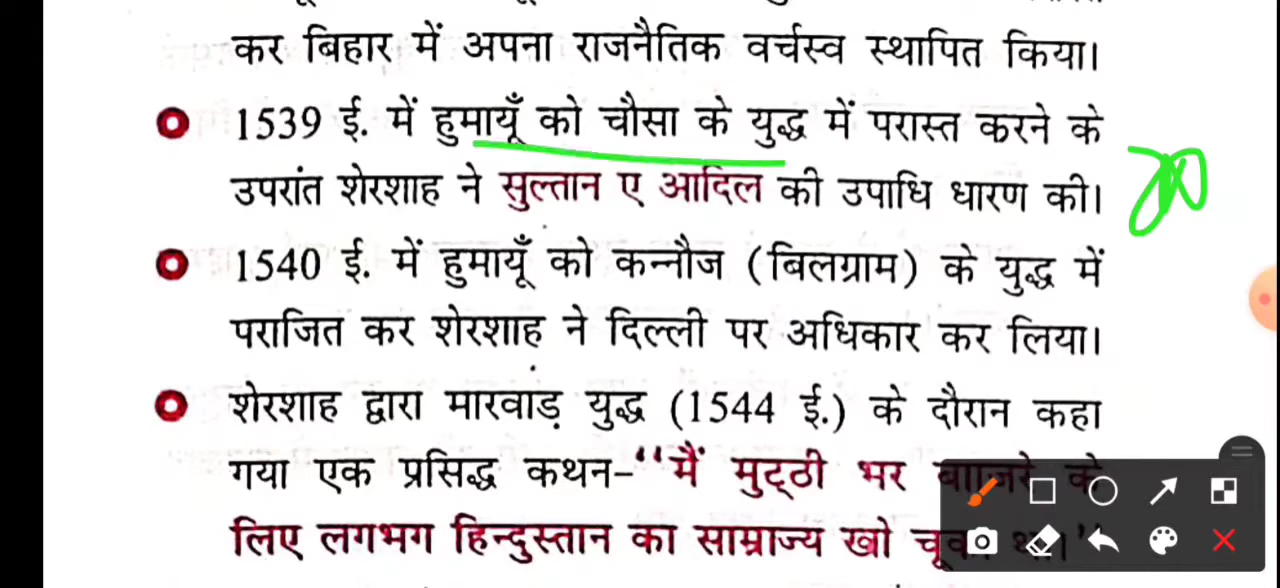 कर बिहार में अपना राजनैतिक वर्चस्व स्थापित किया।
1539 ई. में हुमायूँ को चौसा के युद्ध में परास्त करने के
उपरांत शेरशाह ने सुल्तान ए आदिल की उपाधि धारण की।
1540 ई. में हुमायूँ को कन्नौज (बिलग्राम) के युद्ध में
पराजित कर शेरशाह ने दिल्ली पर अधिकार कर लिया।
शेरशाह द्वारा मारवाड़ युद्ध (1544 ई.) के दौरान कहा
गया एक प्रसिद्ध कथन-“मैं मुट्ठी भर के
लिए लगभग हिन्दुस्तान का साम्राज्य खो